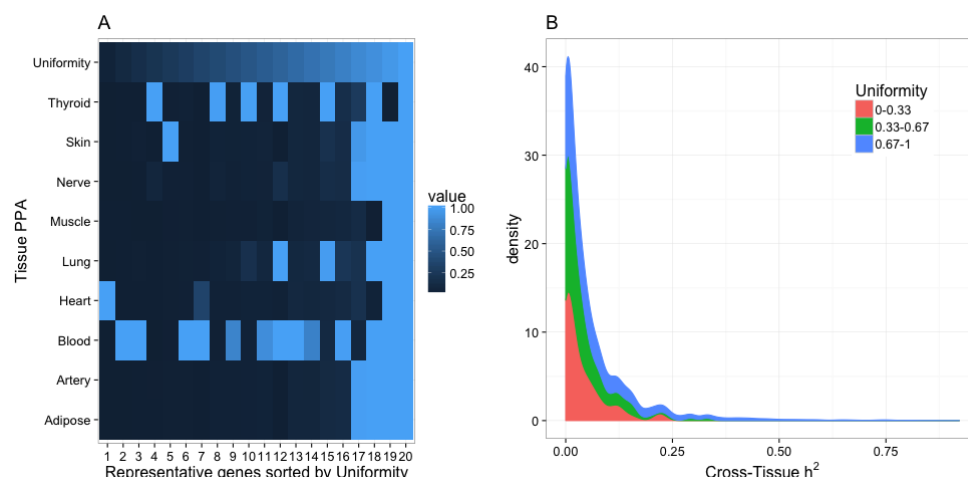 A
B
Uniformity
Thyroid
Skin
Nerve
Muscle
Lung
Heart
Blood
Artery
Adipose
Tissue PPA
1 2 3 4 5 6 7 8 9 10 11 12 13 14 15 16 17 18 19 20
Representative genes sorted by Uniformity
value
1.00
0.75
0.50
0.25
density
40
30
20
10
0
0.00 0.25 0.50 0.75
Cross-Tissue h²
Uniformity
0-0.33
0.33-0.67
0.67-1